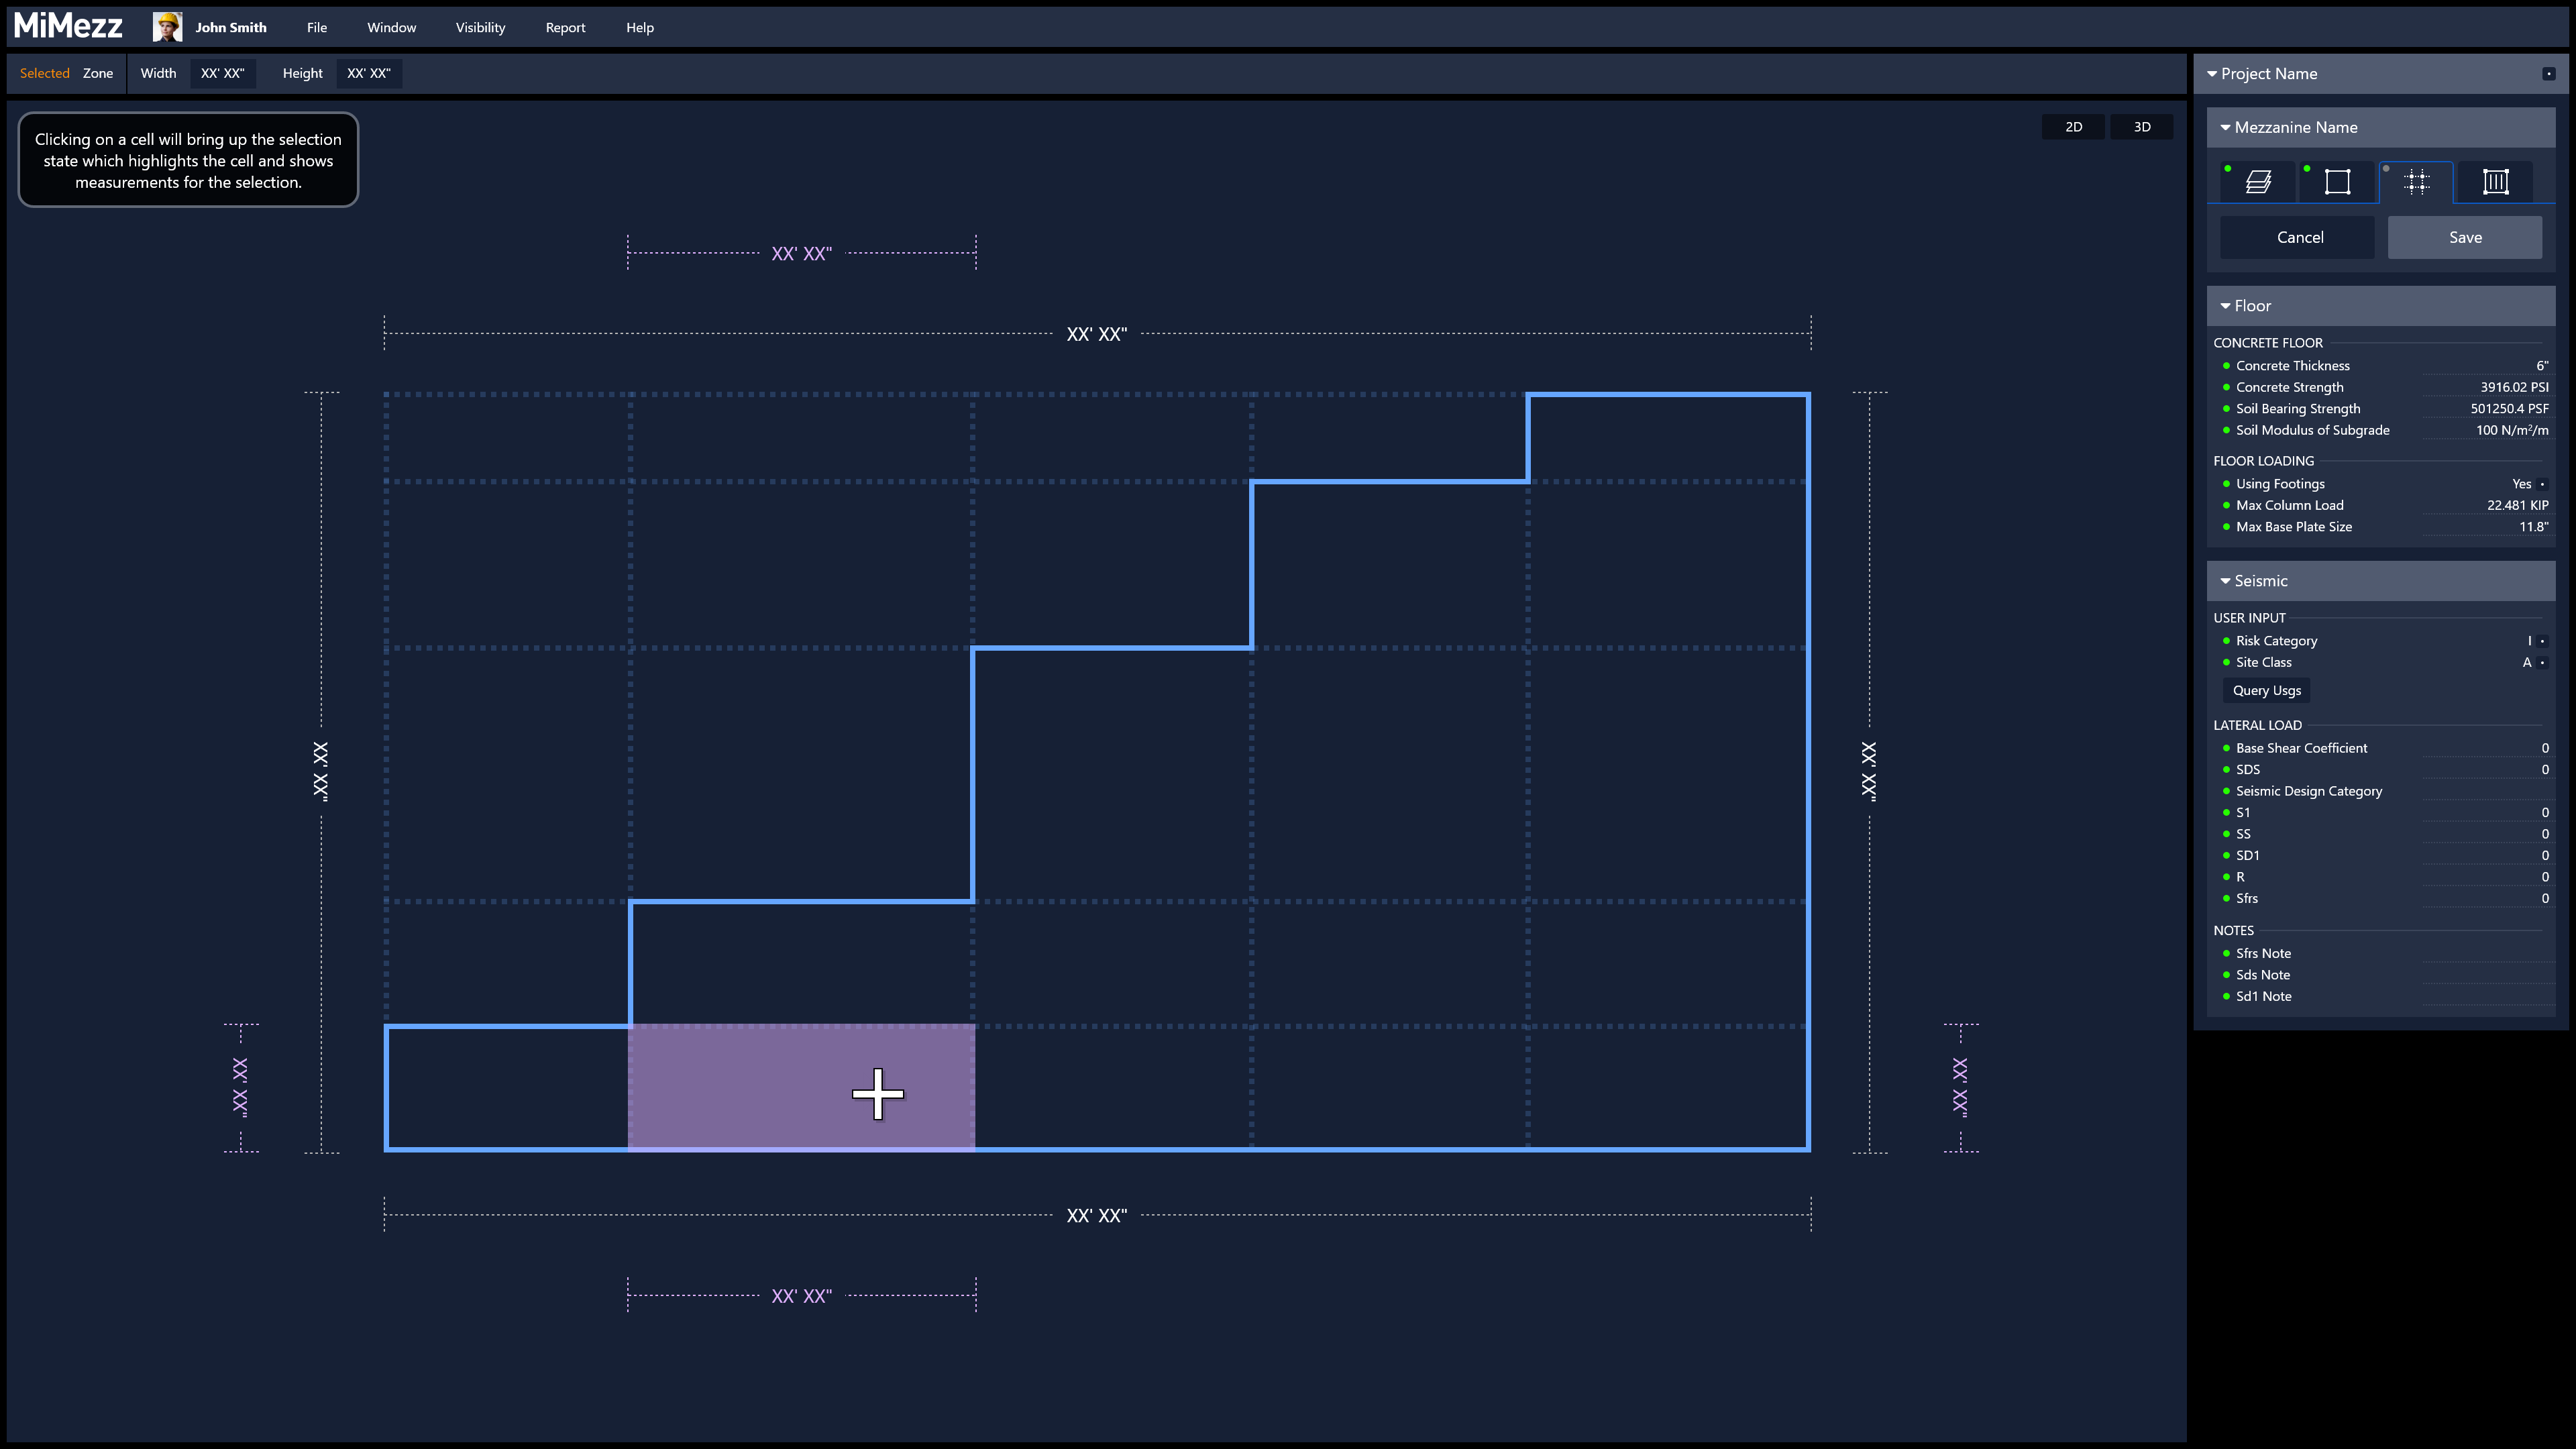 MiMezz
John Smith
File
Window
Visibility
Report
Help
Selected Zone
Width XX' XX"
Height XX' XX"
Clicking on a cell will bring up the selection
state which highlights the cell and shows
measurements for the selection.
2D
3D
XX' XX"
XX' XX"
XX' XX"
XX' XX"
XX' XX"
XX' XX"
XX' XX"
XX' XX"
Project Name
Mezzanine Name
Cancel
Save
Floor
CONCRETE FLOOR
Concrete Thickness 6"
Concrete Strength 3916.02 PSI
Soil Bearing Strength 501250.4 PSF
Soil Modulus of Subgrade 100 N/m²/m
FLOOR LOADING
Using Footings Yes
Max Column Load 22.481 KIP
Max Base Plate Size 11.8"
Seismic
USER INPUT
Risk Category I
Site Class A
Query Usgs
LATERAL LOAD
Base Shear Coefficient 0
SDS 0
Seismic Design Category
S1 0
SS 0
SD1 0
R 0
Sfrs 0
NOTES
Sfrs Note
Sds Note
Sd1 Note